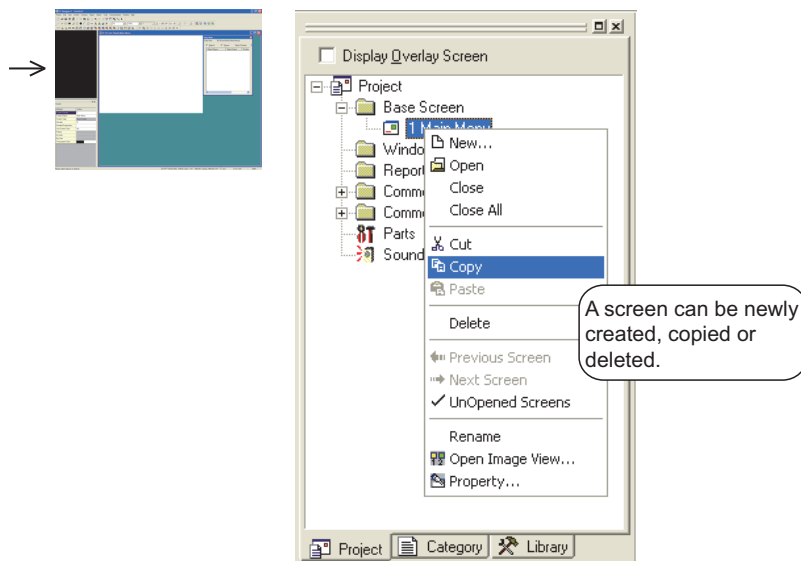 Display Overlay Screen
Project
Base Screen
1 Main Menu
Windo
Report
Comm
Comm
Parts
Sound
New...
Open
Close
Close All
Cut
Copy
Paste
Delete
Previous Screen
Next Screen
UnOpened Screens
Rename
Open Image View...
Property...
A screen can be newly
created, copied or
deleted.
Project Category Library